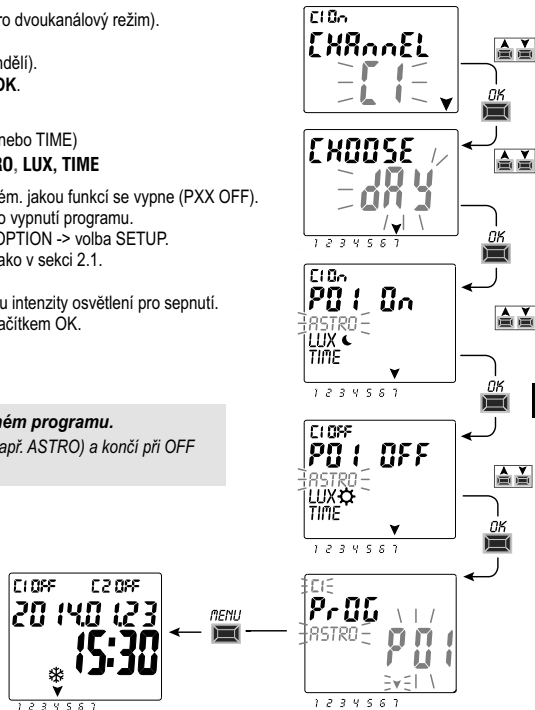 ro dvoukanálový režim).
ndělí).
OK.
nebo TIME)
RO, LUX, TIME
ém. jakou funkcí se vypne (PXX OFF).
o vypnutí programu.
OPTION -> volba SETUP.
ako v sekci 2.1.
u intenzity osvětlení pro sepnutí.
ačítkem OK.
ném programu.
apř. ASTRO) a končí při OFF
C1 On
CHAnnEL
C1
OK
CHOOSE
dAY
1 2 3 4 5 6 7
OK
C1 On
P01 On
ASTRO
LUX
TIME
1 2 3 4 5 6 7
OK
C1 OFF
P01 OFF
ASTRO
LUX
TIME
1 2 3 4 5 6 7
OK
C1
PrOG
ASTRO
P01
1 2 3 4 5 6 7
MENU
C1 OFF C2 OFF
2014.01.23
15:30
1 2 3 4 5 6 7